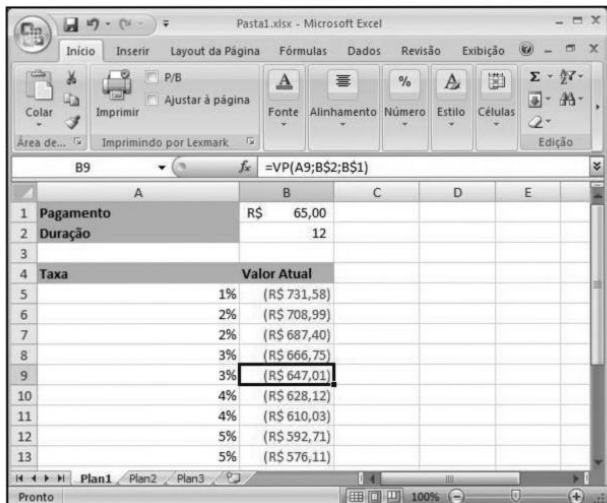 Pasta1.xlsx - Microsoft Excel
Início Inserir Layout da Página Fórmulas Dados Revisão Exibição
Colar
Imprimir
P/B
Ajustar à página
Fonte Alinhamento Número Estilo Células
Área de... Imprimindo por Lexmark Edição
B9 fx =VP(A9;B$2;B$1)
A B C D E
1 Pagamento R$ 65,00
2 Duração 12
3
4 Taxa Valor Atual
5 1% (R$ 731,58)
6 2% (R$ 708,99)
7 2% (R$ 687,40)
8 3% (R$ 666,75)
9 3% (R$ 647,01)
10 4% (R$ 628,12)
11 4% (R$ 610,03)
12 5% (R$ 592,71)
13 5% (R$ 576,11)
Plan1 Plan2 Plan3
Pronto 100%